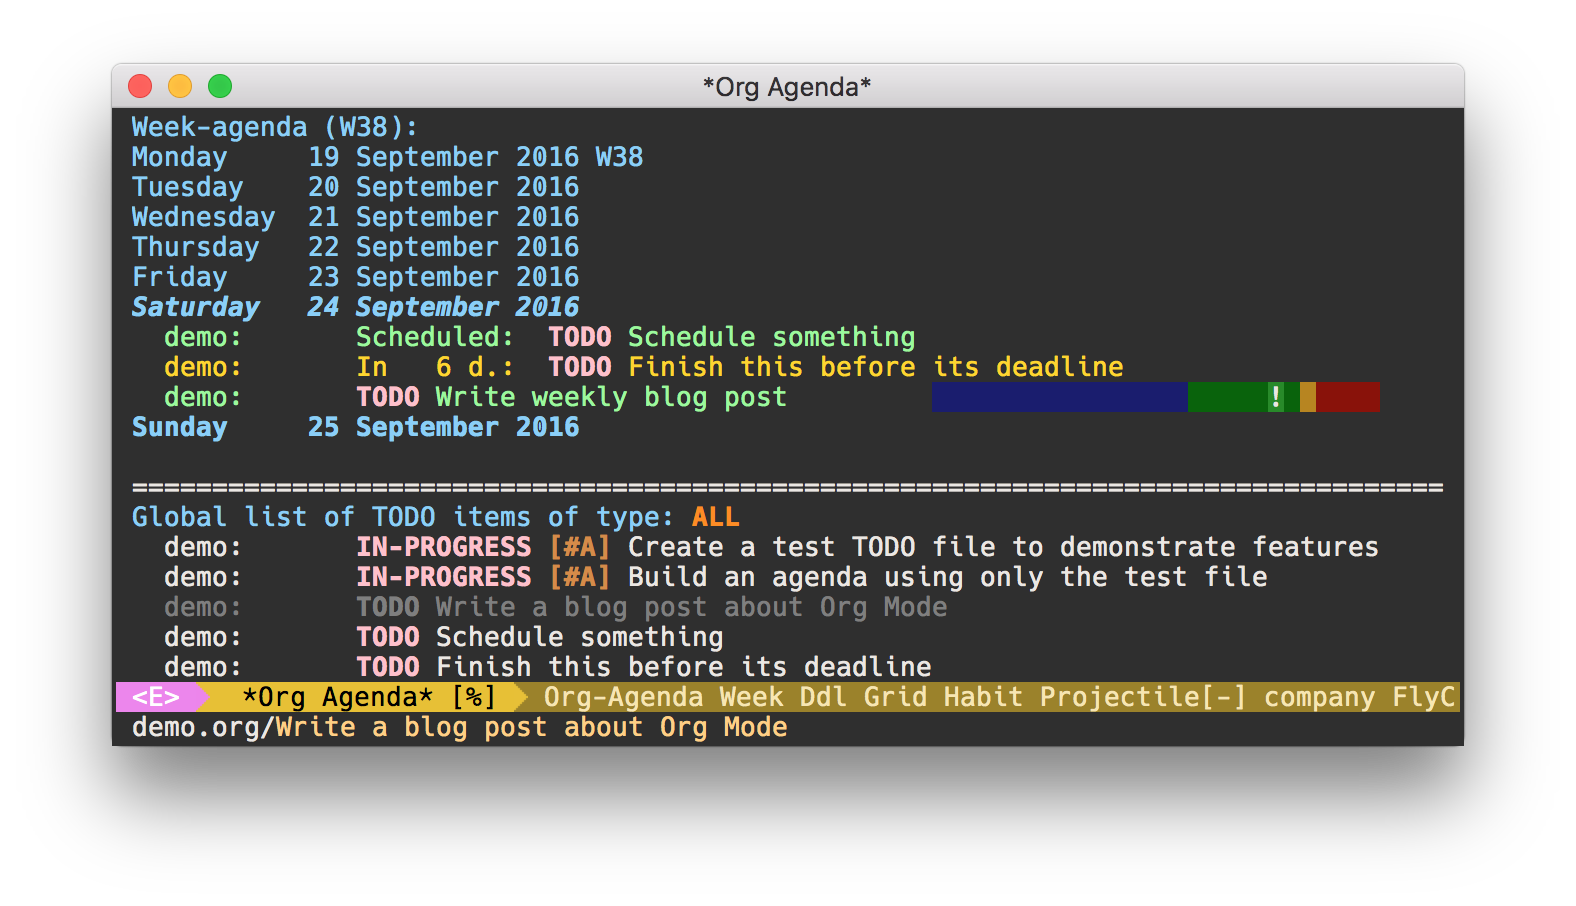 *Org Agenda*
Week-agenda (W38):
Monday     19 September 2016 W38
Tuesday    20 September 2016
Wednesday  21 September 2016
Thursday   22 September 2016
Friday     23 September 2016
Saturday   24 September 2016
  demo:       Scheduled:  TODO Schedule something
  demo:       In   6 d.:  TODO Finish this before its deadline
  demo:       TODO Write weekly blog post         !
Sunday     25 September 2016
==================================================================================
Global list of TODO items of type: ALL
  demo:       IN-PROGRESS [#A] Create a test TODO file to demonstrate features
  demo:       IN-PROGRESS [#A] Build an agenda using only the test file
  demo:       TODO Write a blog post about Org Mode
  demo:       TODO Schedule something
  demo:       TODO Finish this before its deadline
<E>  *Org Agenda* [%]  Org-Agenda Week Ddl Grid Habit Projectile[-] company FlyC
demo.org/Write a blog post about Org Mode